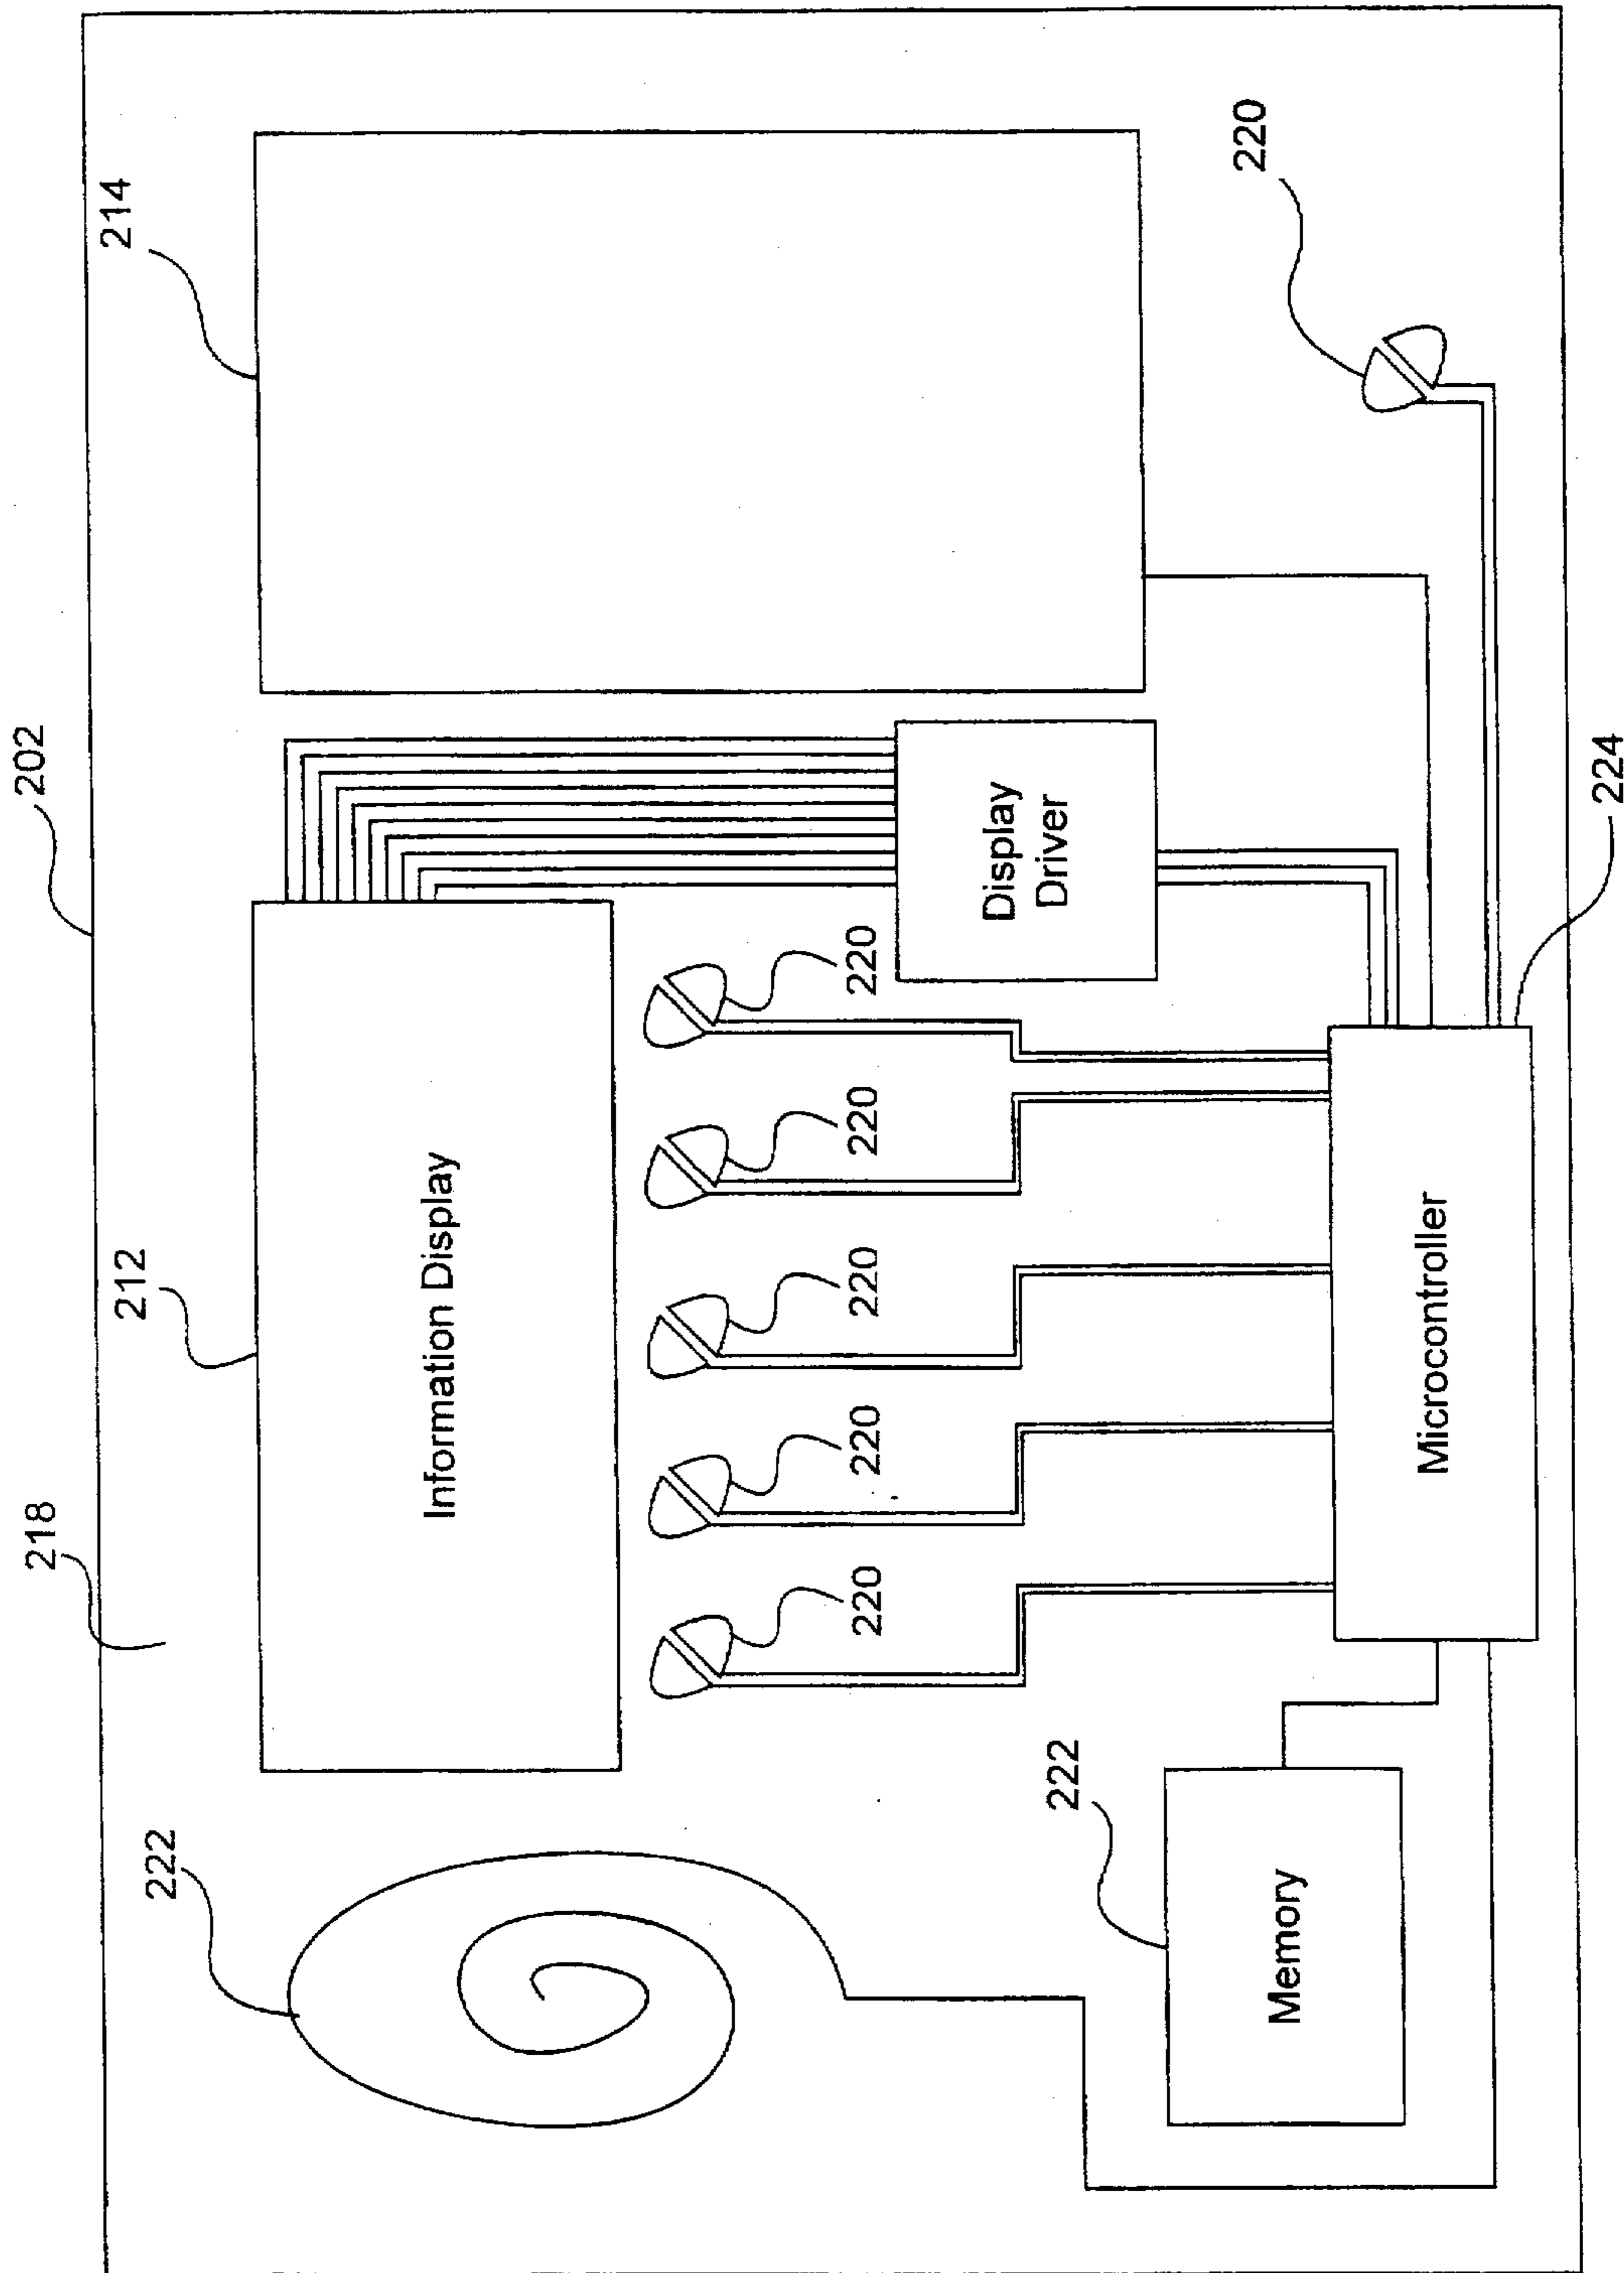 202
218
212
214
222
Information Display
220
220
220
220
220
Display
Driver
220
222
Memory
Microcontroller
224